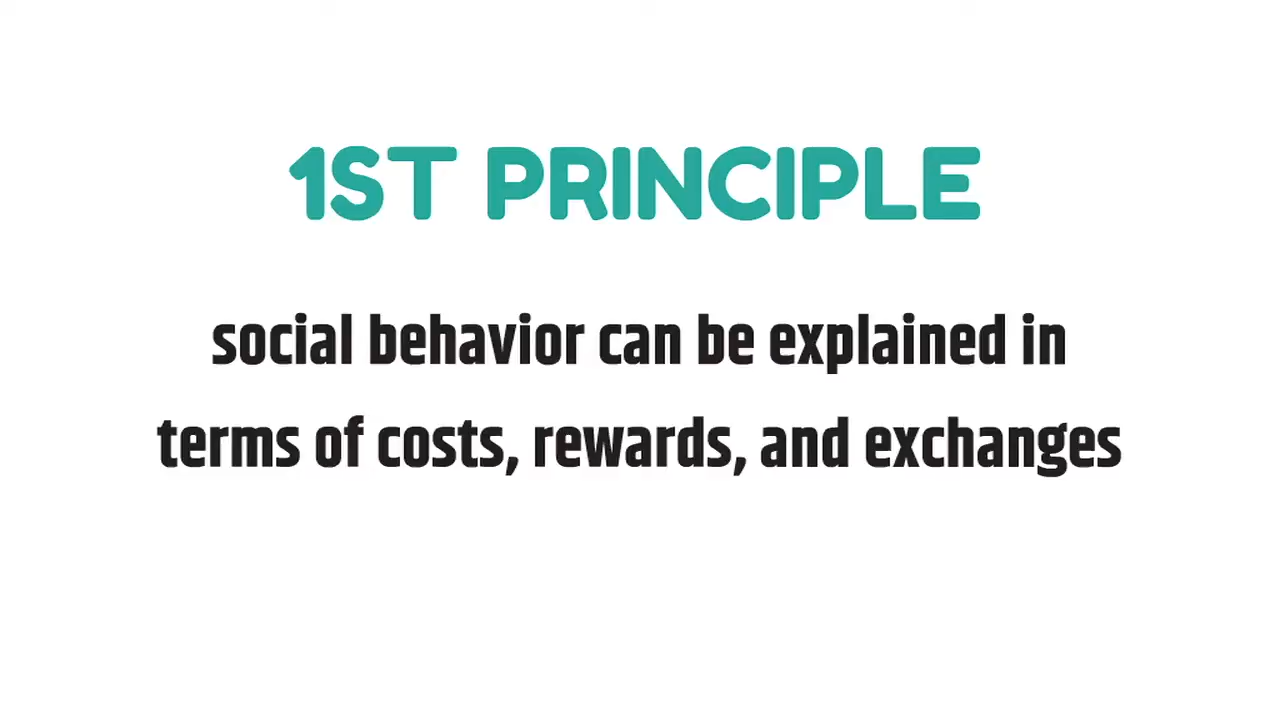 1ST PRINCIPLE
social behavior can be explained in
terms of costs, rewards, and exchanges